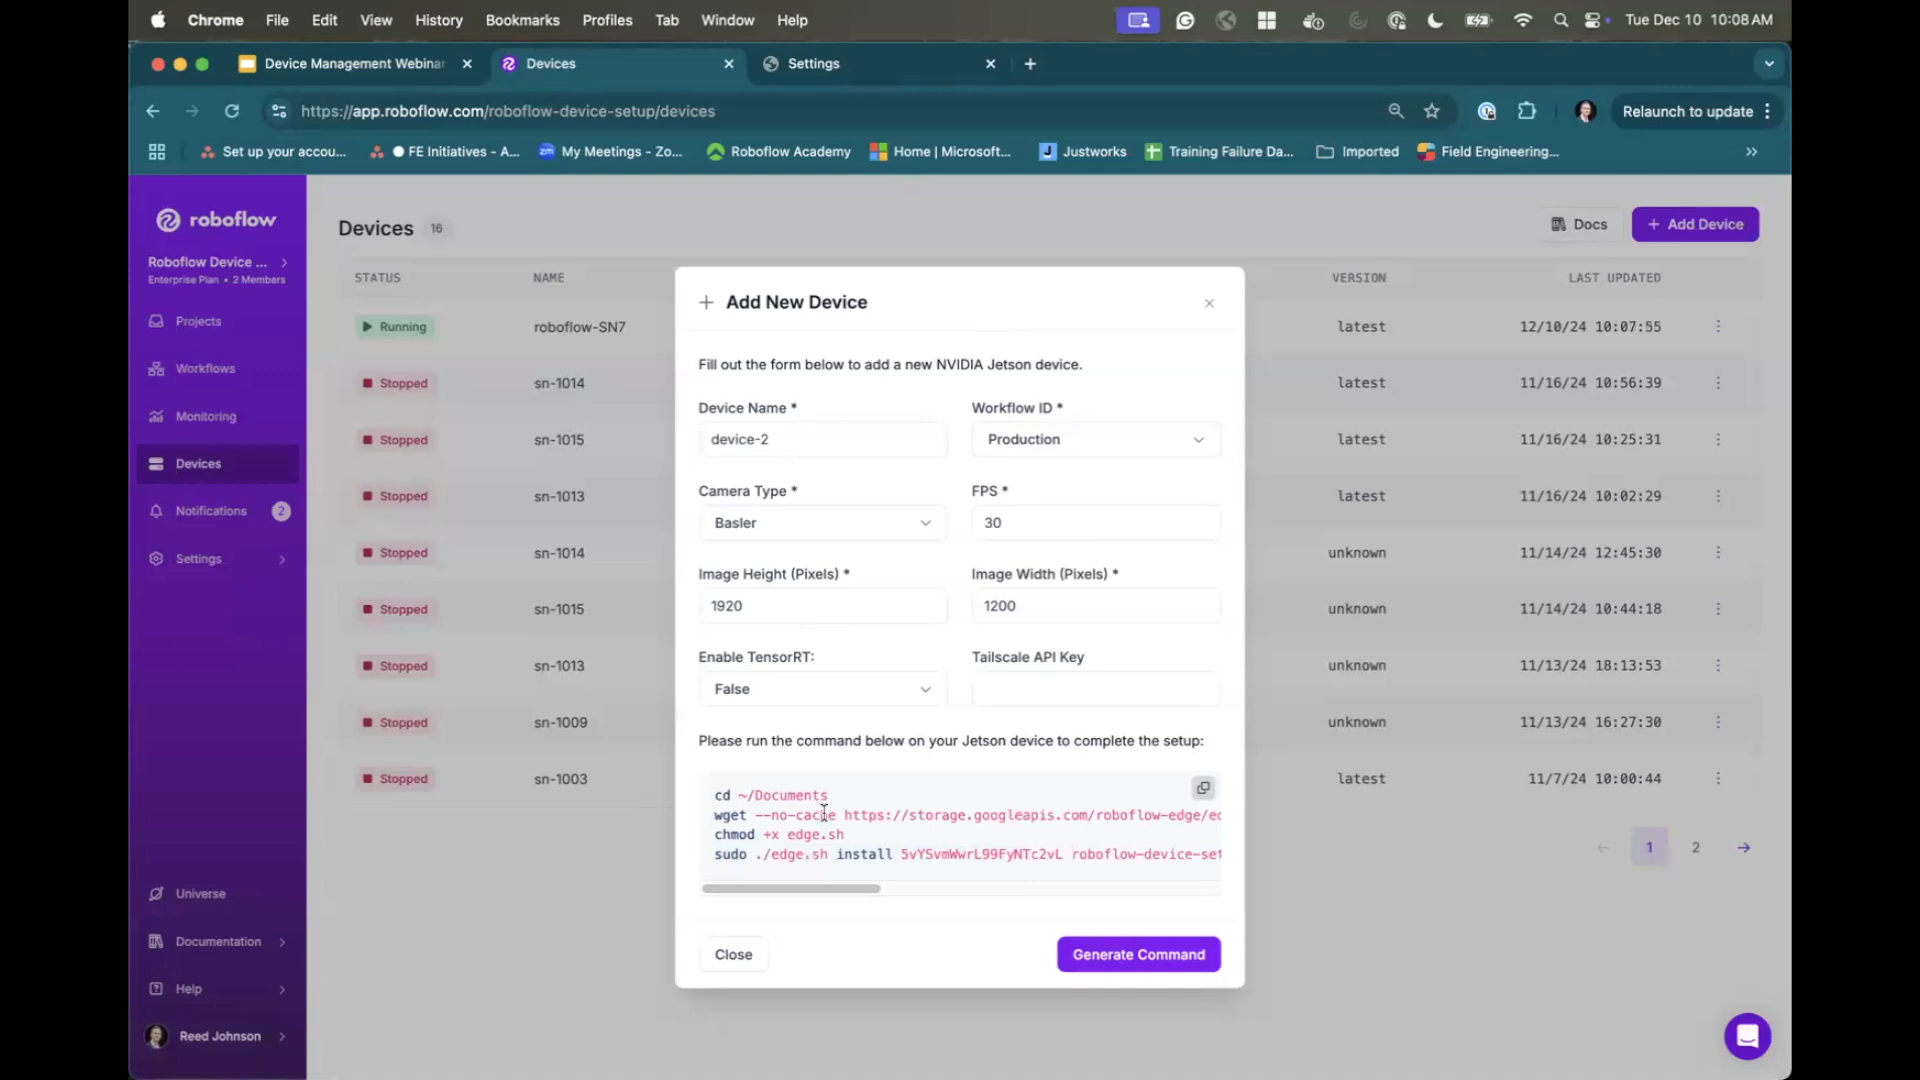 Chrome File Edit View History Bookmarks Profiles Tab Window Help Tue Dec 10 10:08 AM
Device Management Webinar Devices Settings
https://app.roboflow.com/roboflow-device-setup/devices Relaunch to update
Set up your accou... FE Initiatives - A... My Meetings - Zo... Roboflow Academy Home | Microsoft... Justworks Training Failure Da... Imported Field Engineering...
roboflow
Roboflow Device ...
Enterprise Plan • 2 Members
Projects
Workflows
Monitoring
Devices
Notifications 2
Settings
Universe
Documentation
Help
Reed Johnson
Devices 16 Docs + Add Device
STATUS NAME VERSION LAST UPDATED
Running roboflow-SN7 latest 12/10/24 10:07:55
Stopped sn-1014 latest 11/16/24 10:56:39
Stopped sn-1015 latest 11/16/24 10:25:31
Stopped sn-1013 latest 11/16/24 10:02:29
Stopped sn-1014 unknown 11/14/24 12:45:30
Stopped sn-1015 unknown 11/14/24 10:44:18
Stopped sn-1013 unknown 11/13/24 18:13:53
Stopped sn-1009 unknown 11/13/24 16:27:30
Stopped sn-1003 latest 11/7/24 10:00:44
1 2
+ Add New Device
Fill out the form below to add a new NVIDIA Jetson device.
Device Name * Workflow ID *
device-2 Production
Camera Type * FPS *
Basler 30
Image Height (Pixels) * Image Width (Pixels) *
1920 1200
Enable TensorRT: Tailscale API Key
False
Please run the command below on your Jetson device to complete the setup:
cd ~/Documents
wget --no-cache https://storage.googleapis.com/roboflow-edge/ed
chmod +x edge.sh
sudo ./edge.sh install 5vYSvmWwrL99FyNTc2vL roboflow-device-set
Close Generate Command